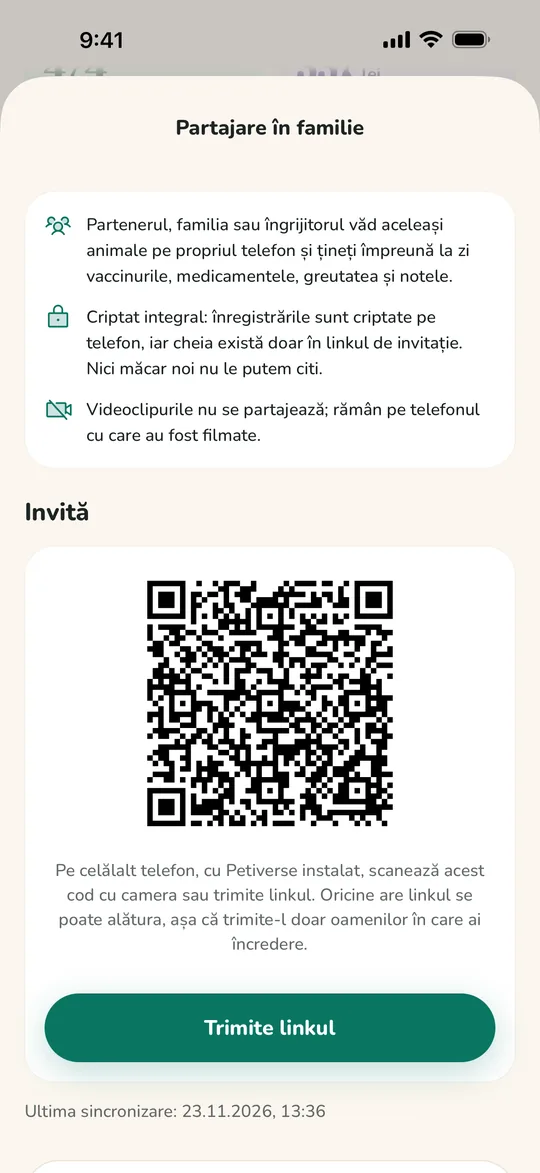 9:41
Partajare în familie
Partenerul, familia sau îngrijitorul văd aceleași
animale pe propriul telefon și țineți împreună la zi
vaccinurile, medicamentele, greutatea și notele.
Criptat integral: înregistrările sunt criptate pe
telefon, iar cheia există doar în linkul de invitație.
Nici măcar noi nu le putem citi.
Videoclipurile nu se partajează; rămân pe telefonul
cu care au fost filmate.
Invită
Pe celălalt telefon, cu Petiverse instalat, scanează acest
cod cu camera sau trimite linkul. Oricine are linkul se
poate alătura, așa că trimite-l doar oamenilor în care ai
încredere.
Trimite linkul
Ultima sincronizare: 23.11.2026, 13:36